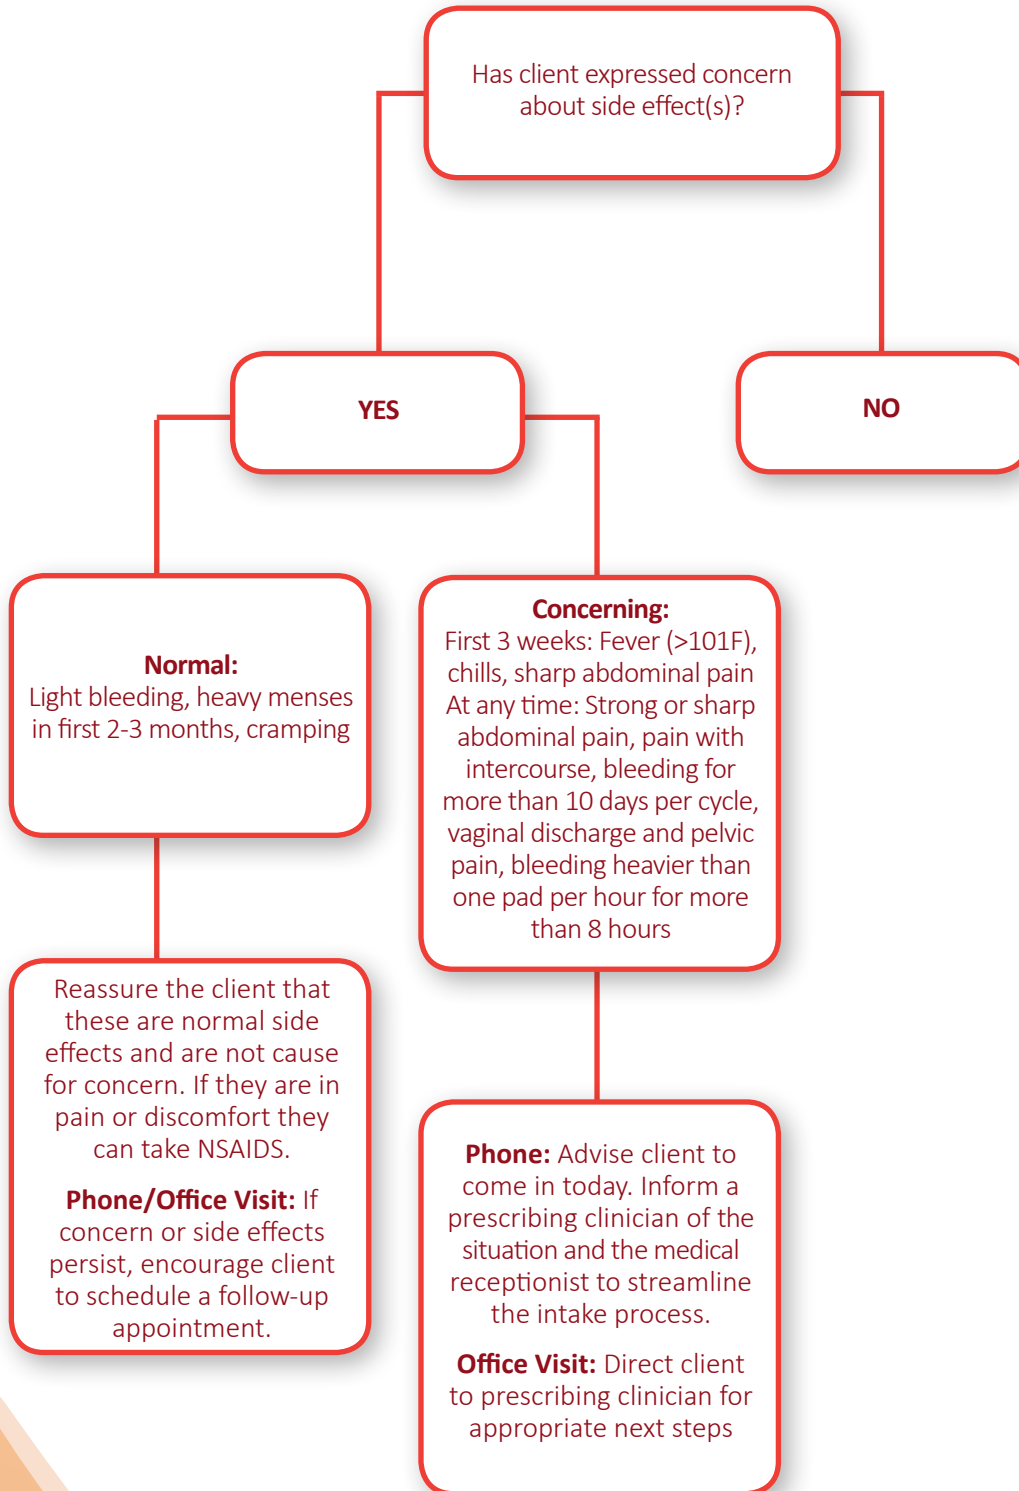 Has client expressed concern
about side effect(s)?
YES
NO
Normal:
Light bleeding, heavy menses
in first 2-3 months, cramping
Concerning:
First 3 weeks: Fever (>101F),
chills, sharp abdominal pain
At any time: Strong or sharp
abdominal pain, pain with
intercourse, bleeding for
more than 10 days per cycle,
vaginal discharge and pelvic
pain, bleeding heavier than
one pad per hour for more
than 8 hours
Reassure the client that
these are normal side
effects and are not cause
for concern. If they are in
pain or discomfort they
can take NSAIDS.
Phone/Office Visit: If
concern or side effects
persist, encourage client
to schedule a follow-up
appointment.
Phone: Advise client to
come in today. Inform a
prescribing clinician of the
situation and the medical
receptionist to streamline
the intake process.
Office Visit: Direct client
to prescribing clinician for
appropriate next steps